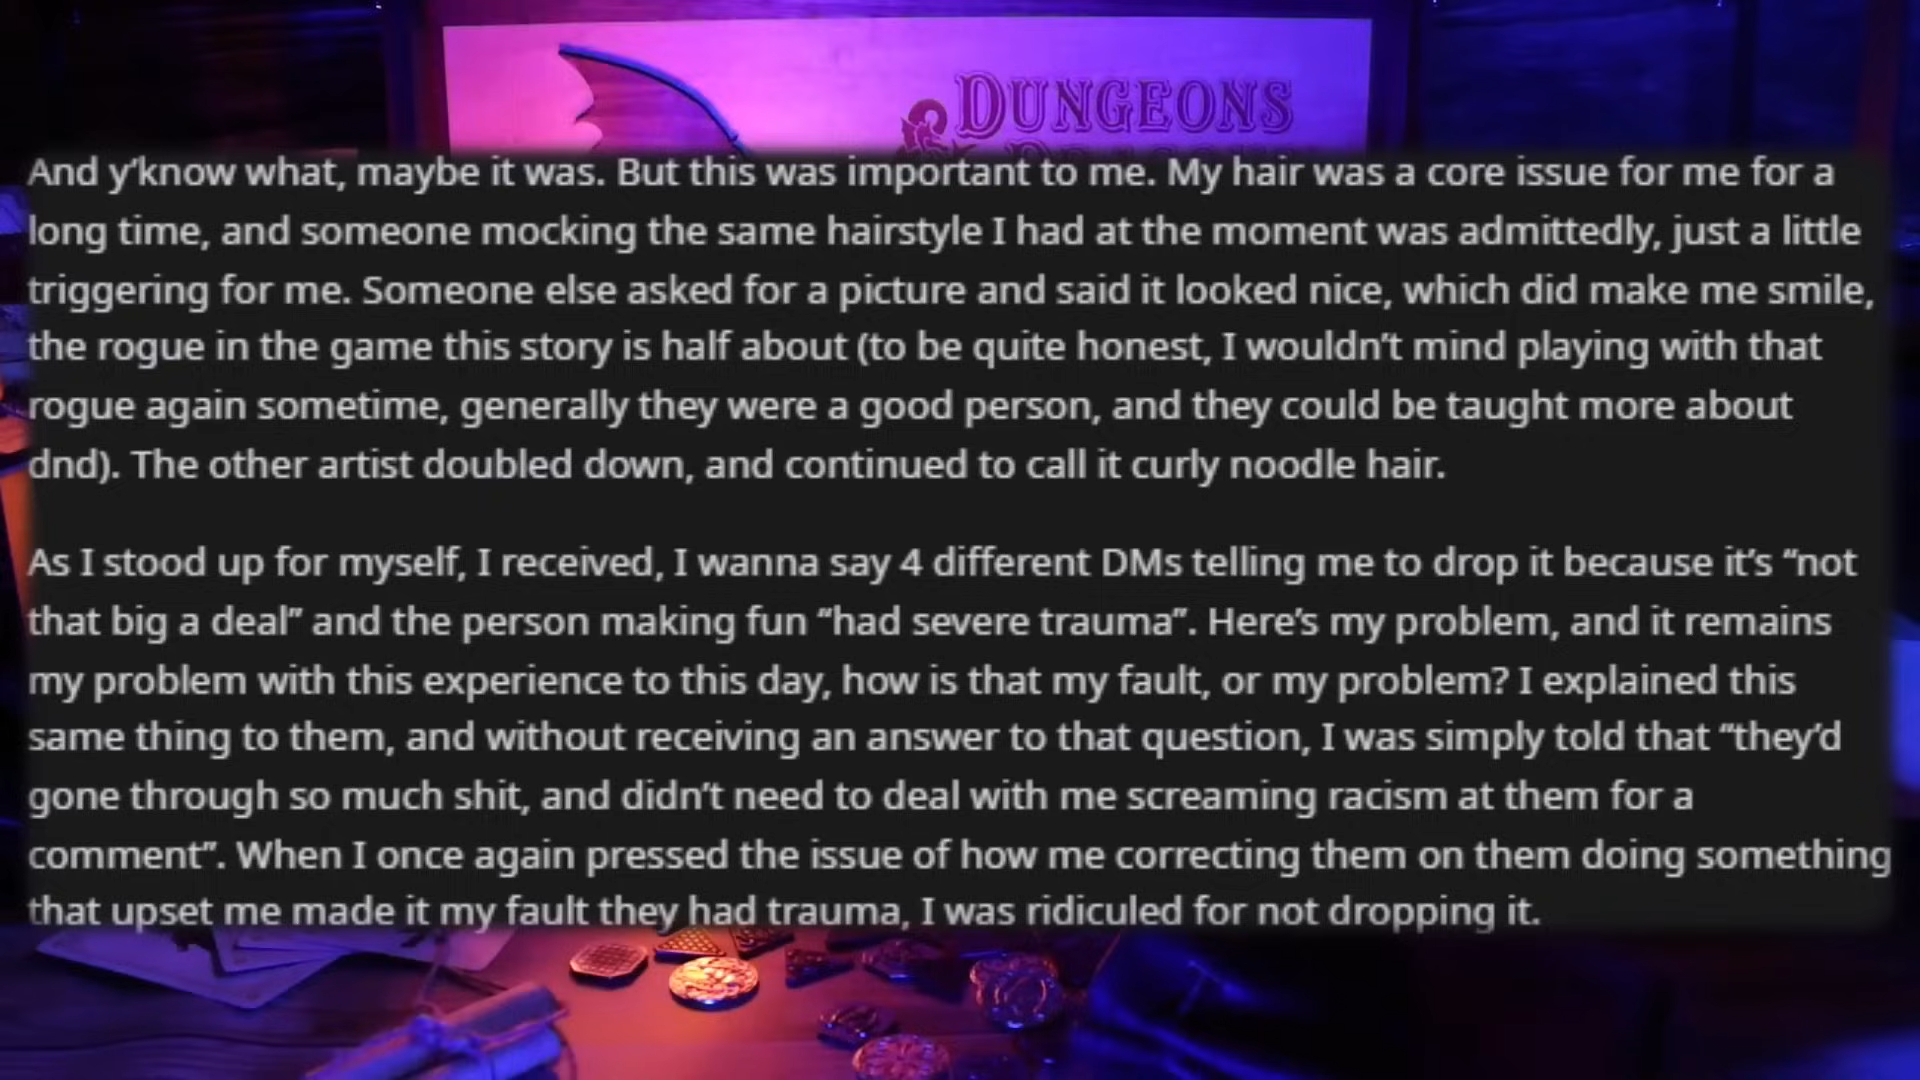 DUNGEONS
And y’know what, maybe it was. But this was important to me. My hair was a core issue for me for a
long time, and someone mocking the same hairstyle I had at the moment was admittedly, just a little
triggering for me. Someone else asked for a picture and said it looked nice, which did make me smile,
the rogue in the game this story is half about (to be quite honest, I wouldn’t mind playing with that
rogue again sometime, generally they were a good person, and they could be taught more about
dnd). The other artist doubled down, and continued to call it curly noodle hair.
As I stood up for myself, I received, I wanna say 4 different DMs telling me to drop it because it’s “not
that big a deal” and the person making fun “had severe trauma”. Here’s my problem, and it remains
my problem with this experience to this day, how is that my fault, or my problem? I explained this
same thing to them, and without receiving an answer to that question, I was simply told that “they’d
gone through so much shit, and didn’t need to deal with me screaming racism at them for a
comment”. When I once again pressed the issue of how me correcting them on them doing something
that upset me made it my fault they had trauma, I was ridiculed for not dropping it.